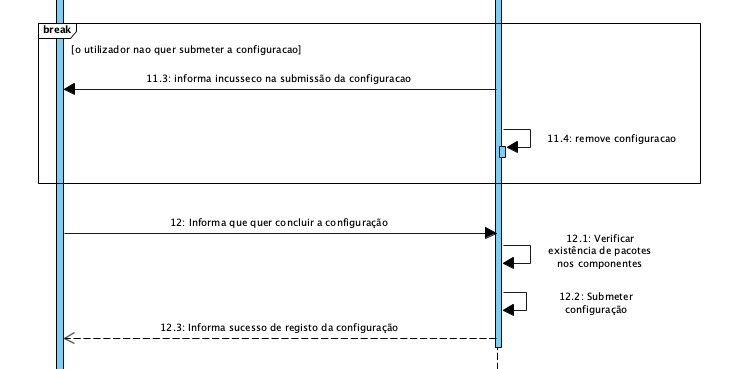 break
[o utilizador nao quer submeter a configuracao]
11.3: informa incusseco na submissão da configuracao
11.4: remove configuracao
12: Informa que quer concluir a configuração
12.1: Verificar
existência de pacotes
nos componentes
12.2: Submeter
configuração
12.3: Informa sucesso de registo da configuração